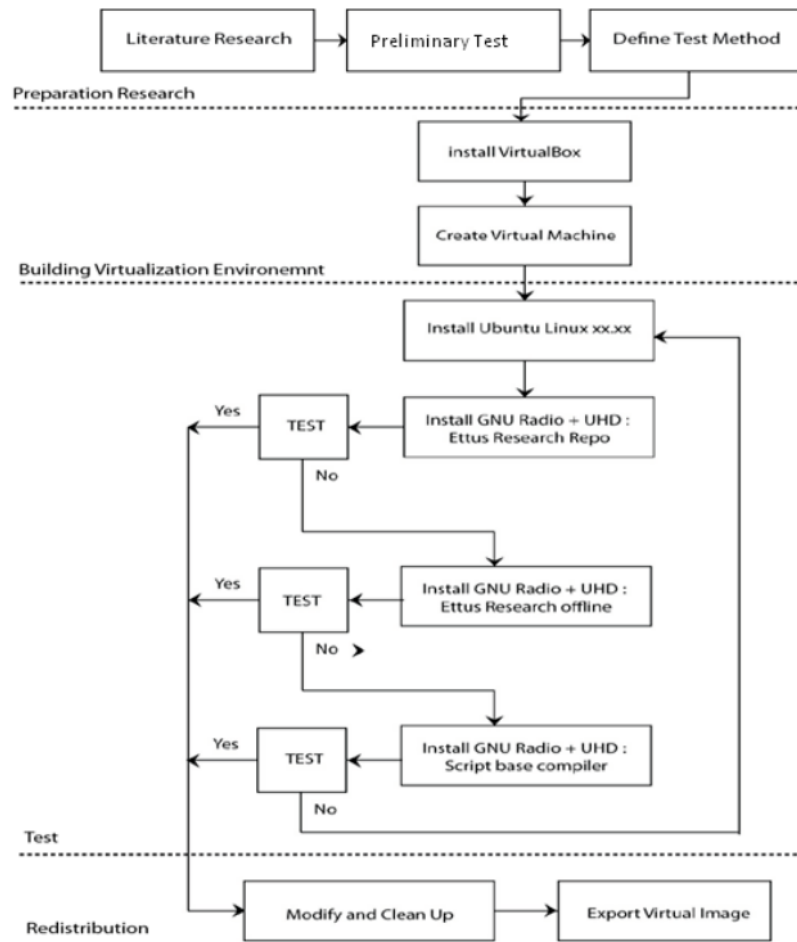 Literature Research
Preliminary Test
Define Test Method
Preparation Research
install VirtualBox
Create Virtual Machine
Building Virtualization Environemnt
Install Ubuntu Linux xx.xx
Yes
TEST
Install GNU Radio + UHD :
Ettus Research Repo
No
Yes
TEST
Install GNU Radio + UHD :
Ettus Research offline
No
Yes
TEST
Install GNU Radio + UHD :
Script base compiler
No
Test
Modify and Clean Up
Export Virtual Image
Redistribution